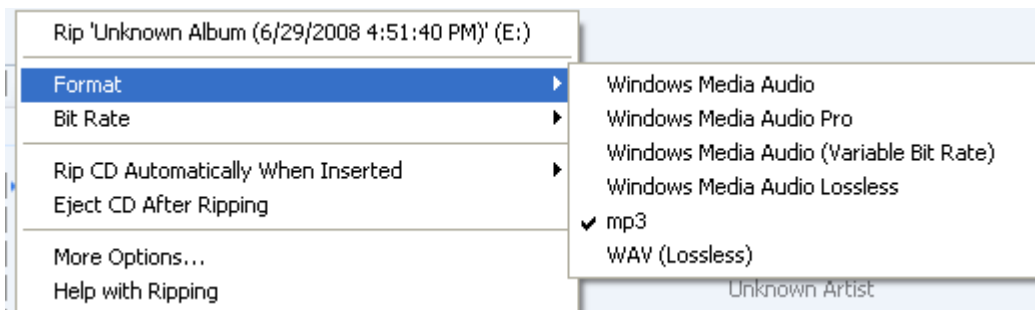 Rip 'Unknown Album (6/29/2008 4:51:40 PM)' (E:)
Format
Bit Rate
Rip CD Automatically When Inserted
Eject CD After Ripping
More Options...
Help with Ripping
Windows Media Audio
Windows Media Audio Pro
Windows Media Audio (Variable Bit Rate)
Windows Media Audio Lossless
mp3
WAV (Lossless)
Unknown Artist